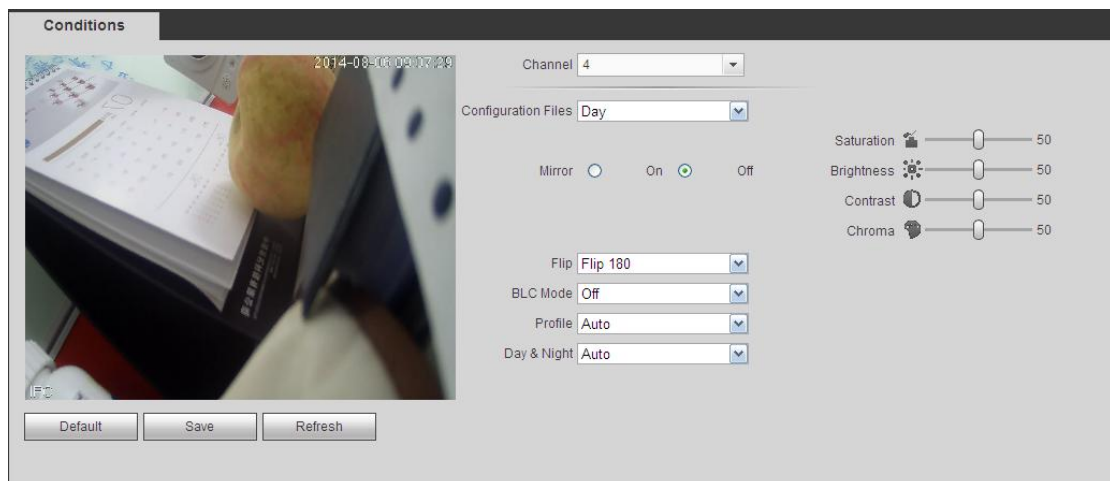 Conditions
2014-08-06 09:07:29
IPC
Channel 4
Configuration Files Day
Mirror On Off
Saturation 50
Brightness 50
Contrast 50
Chroma 50
Flip Flip 180
BLC Mode Off
Profile Auto
Day & Night Auto
Default Save Refresh